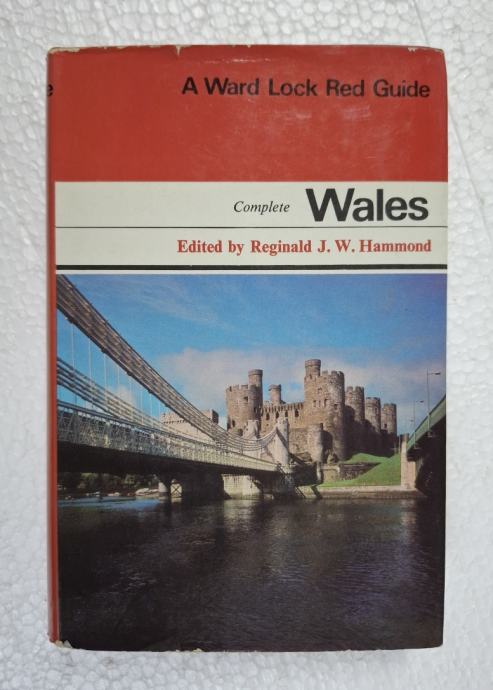 A Ward Lock Red Guide
Complete Wales
Edited by Reginald J. W. Hammond